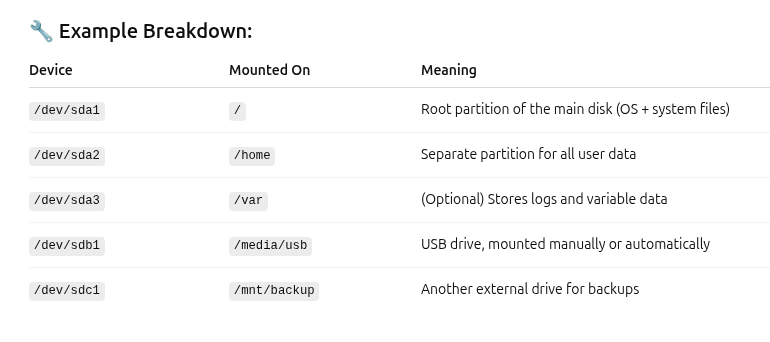 🔧 Example Breakdown:
Device Mounted On Meaning
/dev/sda1 / Root partition of the main disk (OS + system files)
/dev/sda2 /home Separate partition for all user data
/dev/sda3 /var (Optional) Stores logs and variable data
/dev/sdb1 /media/usb USB drive, mounted manually or automatically
/dev/sdc1 /mnt/backup Another external drive for backups